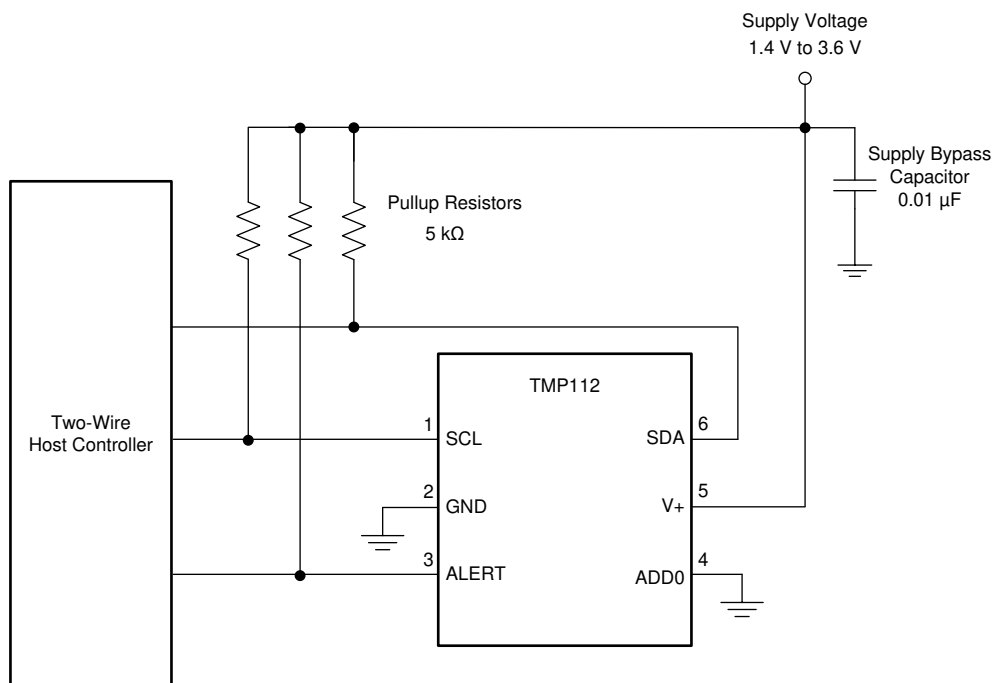 Supply Voltage
1.4 V to 3.6 V
Supply Bypass
Capacitor
0.01 µF
Pullup Resistors
5 kΩ
Two-Wire
Host Controller
TMP112
1
SCL
SDA
6
2
GND
V+
5
3
ALERT
ADD0
4